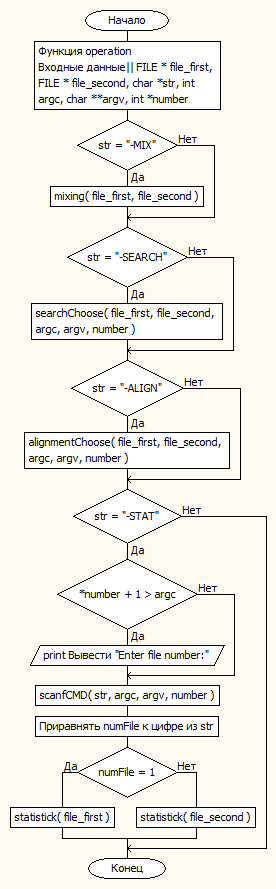 Начало
Функция operation
Входные данные|| FILE * file_first,
FILE * file_second, char *str, int
argc, char **argv, int *number
str = "-MIX"
Нет
Да
mixing( file_first, file_second )
str = "-SEARCH"
Нет
Да
searchChoose( file_first, file_second,
argc, argv, number )
str = "-ALIGN"
Нет
Да
alignmentChoose( file_first, file_second,
argc, argv, number )
str = "-STAT"
Нет
Да
*number + 1 > argc
Нет
Да
print Вывести "Enter file number:"
scanfCMD( str, argc, argv, number )
Приравнять numFile к цифре из str
Да
numFile = 1
Нет
statistick( file_first )
statistick( file_second )
Конец